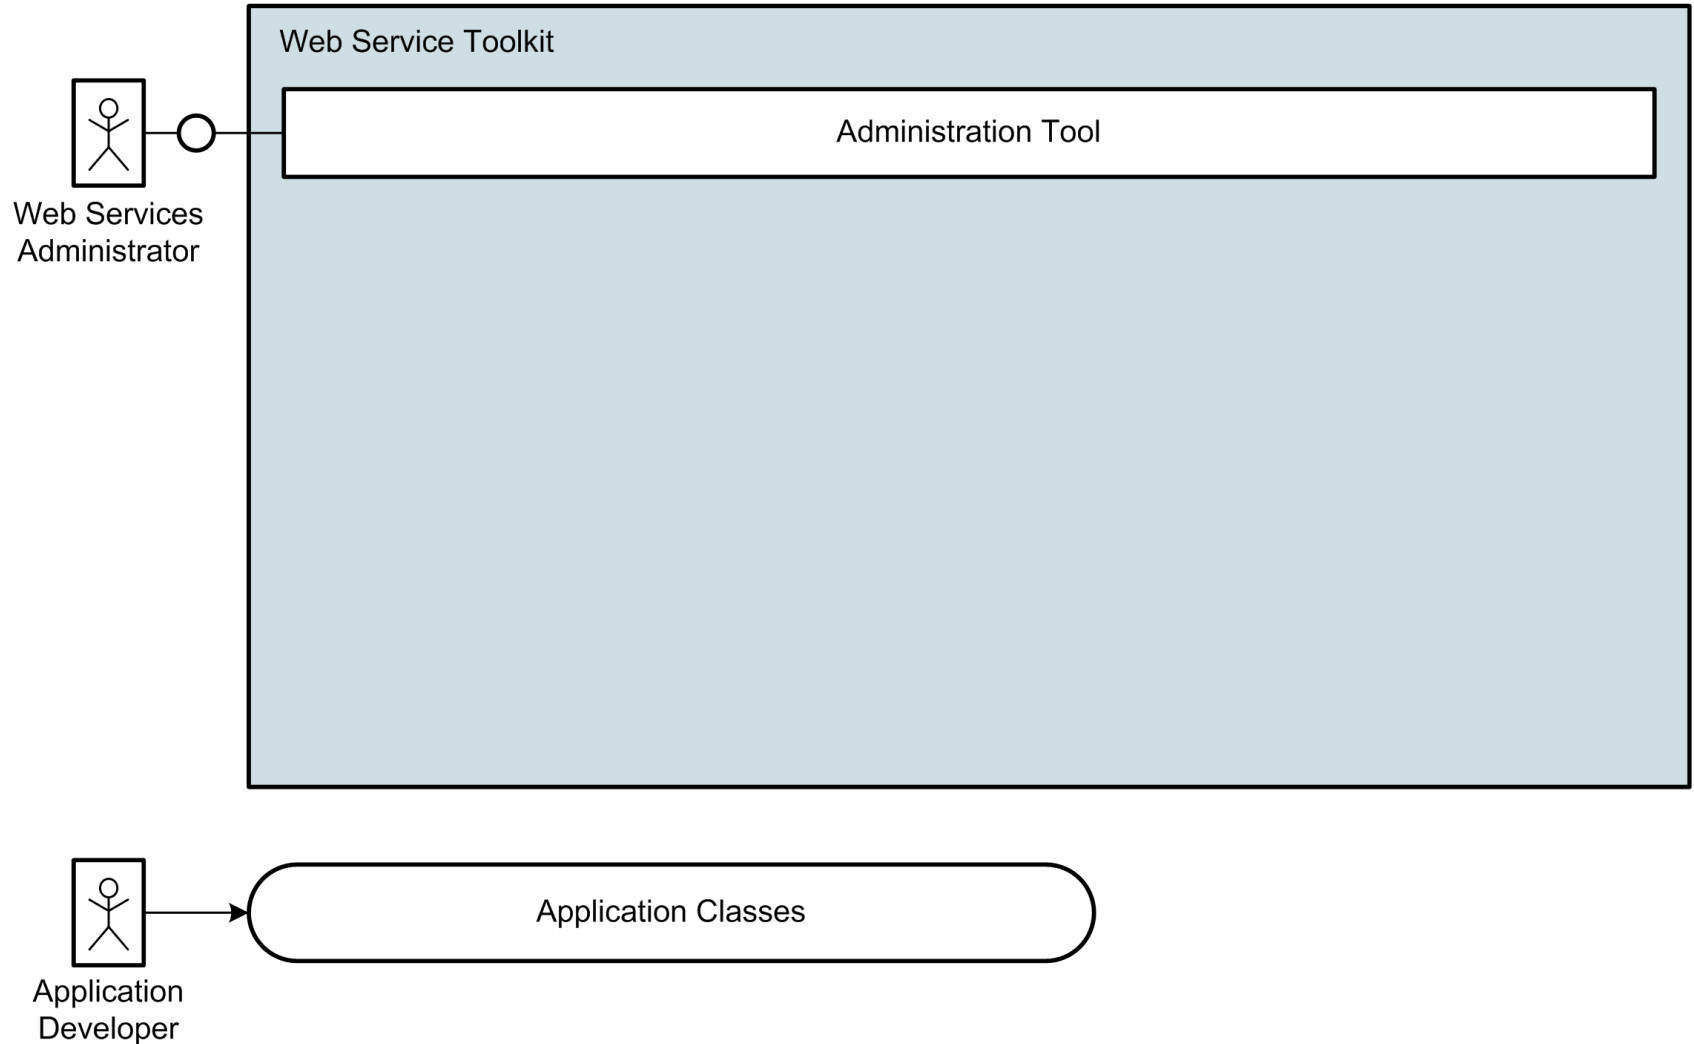 Web Service Toolkit
Administration Tool
Web Services
Administrator
Application Classes
Application
Developer